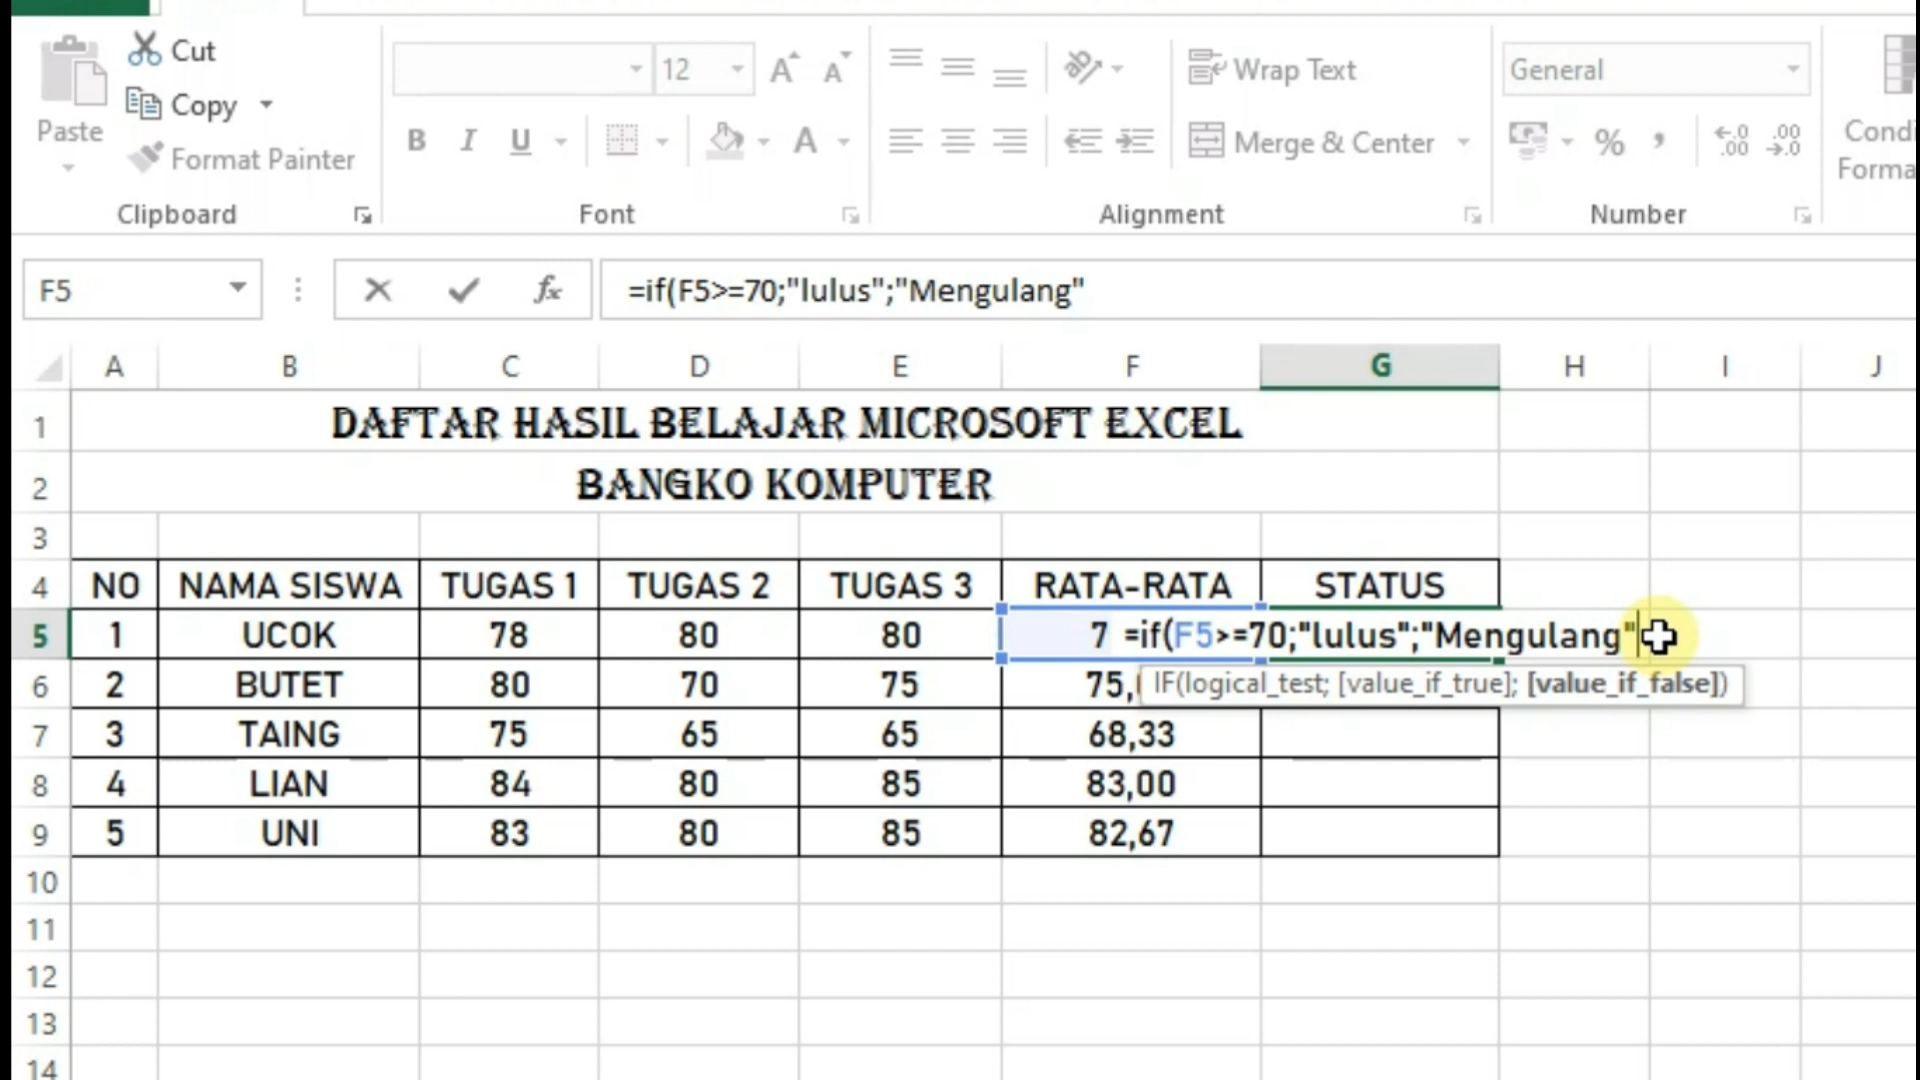 Cut
Copy
Paste
Format Painter
Clipboard
12
A A
B I U
A
Font
Wrap Text
Merge & Center
Alignment
General
%
Number
F5
fx
=if(F5>=70;"lulus";"Mengulang"
A B C D E F G H I J
1 DAFTAR HASIL BELAJAR MICROSOFT EXCEL
2 BANGKO KOMPUTER
3
4 NO NAMA SISWA TUGAS 1 TUGAS 2 TUGAS 3 RATA-RATA STATUS
5 1 UCOK 78 80 80 7 =if(F5>=70;"lulus";"Mengulang"
6 2 BUTET 80 70 75 75,
IF(logical_test; [value_if_true]; [value_if_false])
7 3 TAING 75 65 65 68,33
8 4 LIAN 84 80 85 83,00
9 5 UNI 83 80 85 82,67
10
11
12
13
14